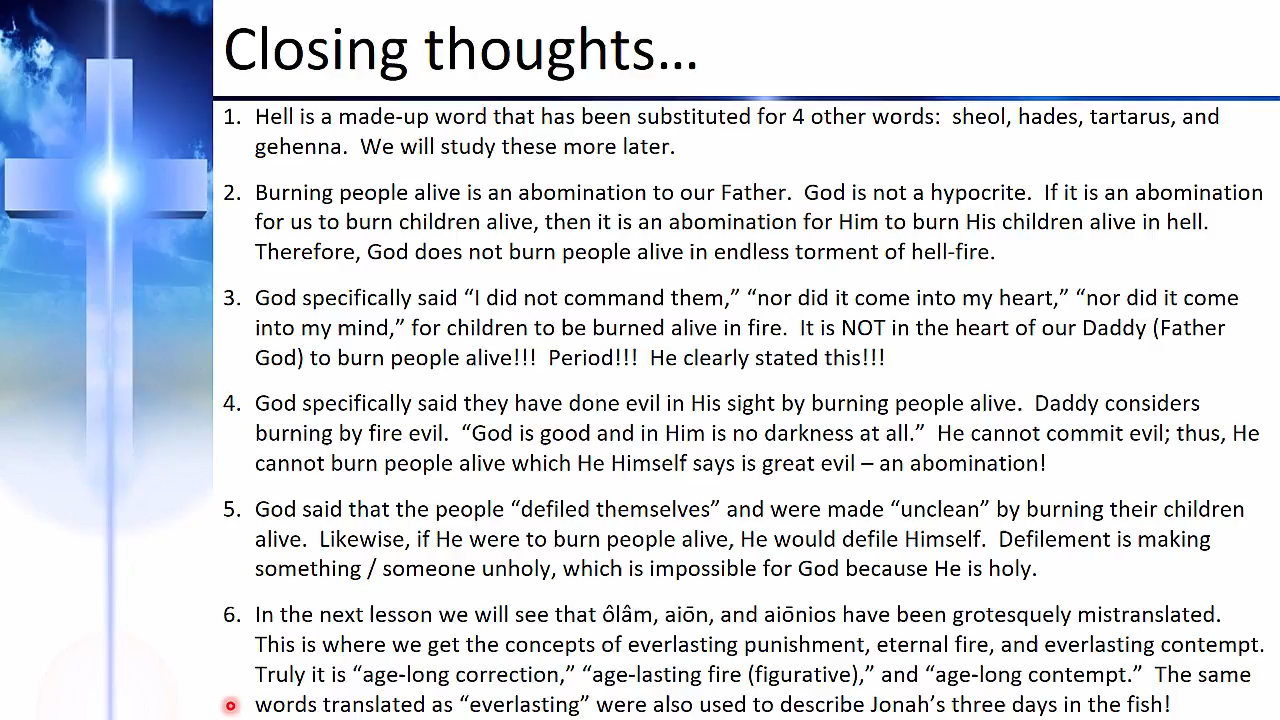 Closing thoughts...
1. Hell is a made-up word that has been substituted for 4 other words:  sheol, hades, tartarus, and
gehenna.  We will study these more later.
2. Burning people alive is an abomination to our Father.  God is not a hypocrite.  If it is an abomination
for us to burn children alive, then it is an abomination for Him to burn His children alive in hell.
Therefore, God does not burn people alive in endless torment of hell-fire.
3. God specifically said “I did not command them,” “nor did it come into my heart,” “nor did it come
into my mind,” for children to be burned alive in fire.  It is NOT in the heart of our Daddy (Father
God) to burn people alive!!!  Period!!!  He clearly stated this!!!
4. God specifically said they have done evil in His sight by burning people alive.  Daddy considers
burning by fire evil.  “God is good and in Him is no darkness at all.”  He cannot commit evil; thus, He
cannot burn people alive which He Himself says is great evil – an abomination!
5. God said that the people “defiled themselves” and were made “unclean” by burning their children
alive.  Likewise, if He were to burn people alive, He would defile Himself.  Defilement is making
something / someone unholy, which is impossible for God because He is holy.
6. In the next lesson we will see that ôlâm, aiōn, and aiōnios have been grotesquely mistranslated.
This is where we get the concepts of everlasting punishment, eternal fire, and everlasting contempt.
Truly it is “age-long correction,” “age-lasting fire (figurative),” and “age-long contempt.”  The same
words translated as “everlasting” were also used to describe Jonah’s three days in the fish!